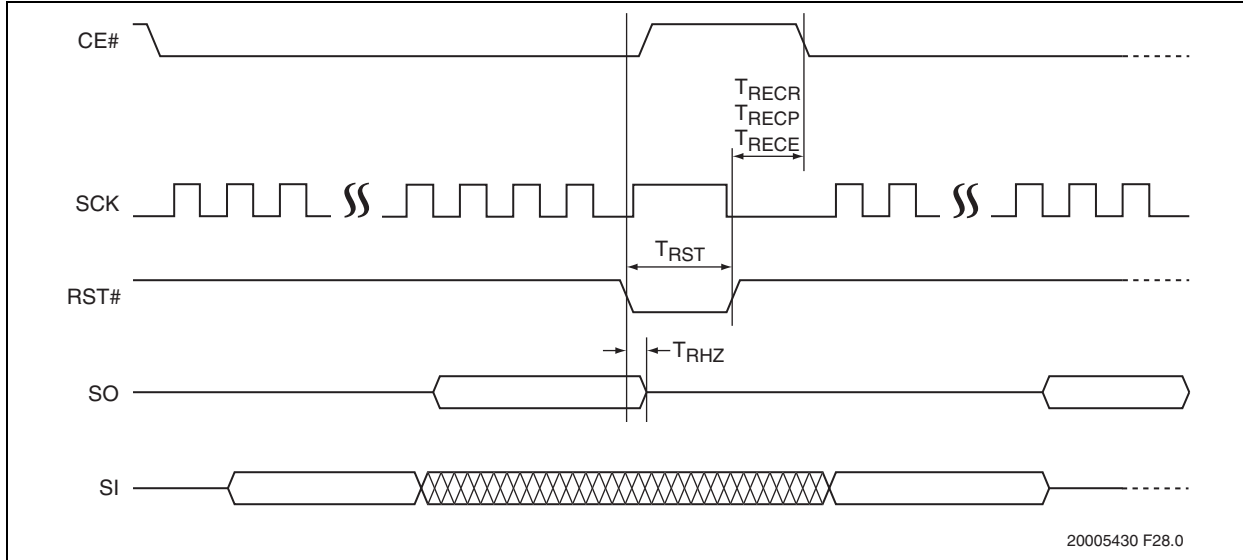 CE#
TRECR
TRECP
TRECE
SCK
TRST
RST#
TRHZ
SO
SI
20005430 F28.0